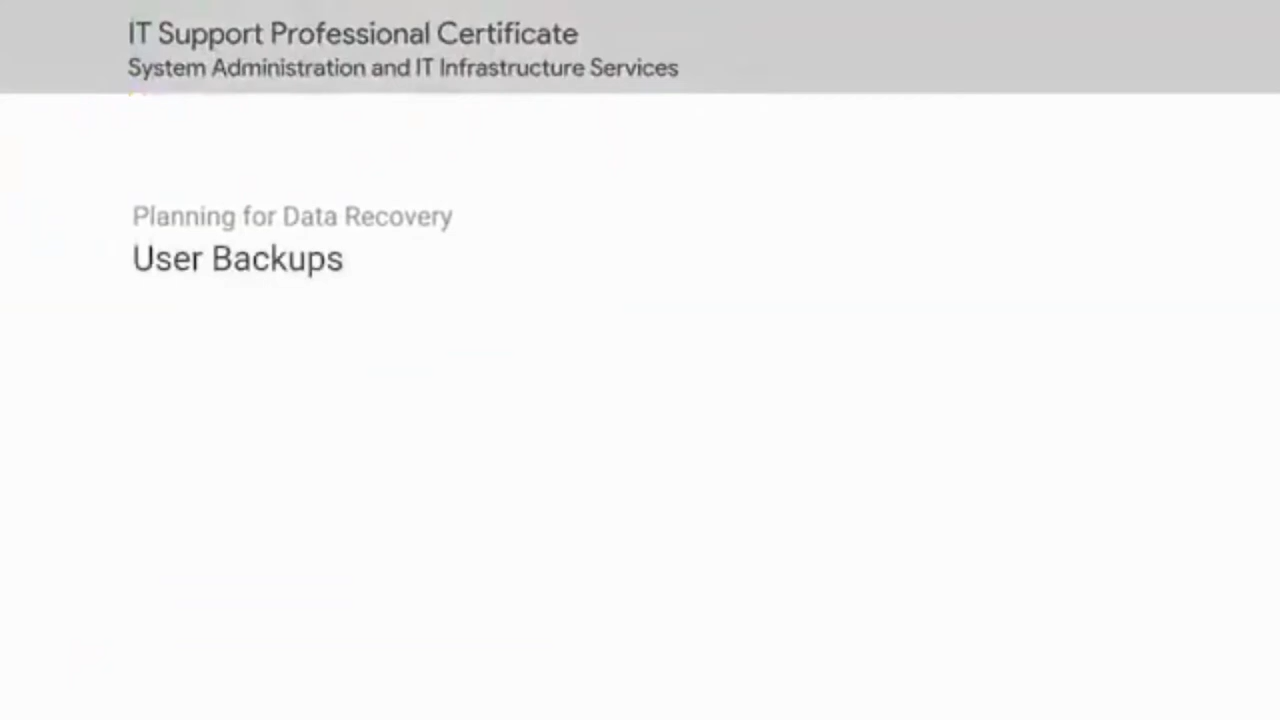 IT Support Professional Certificate
System Administration and IT Infrastructure Services
Planning for Data Recovery
User Backups